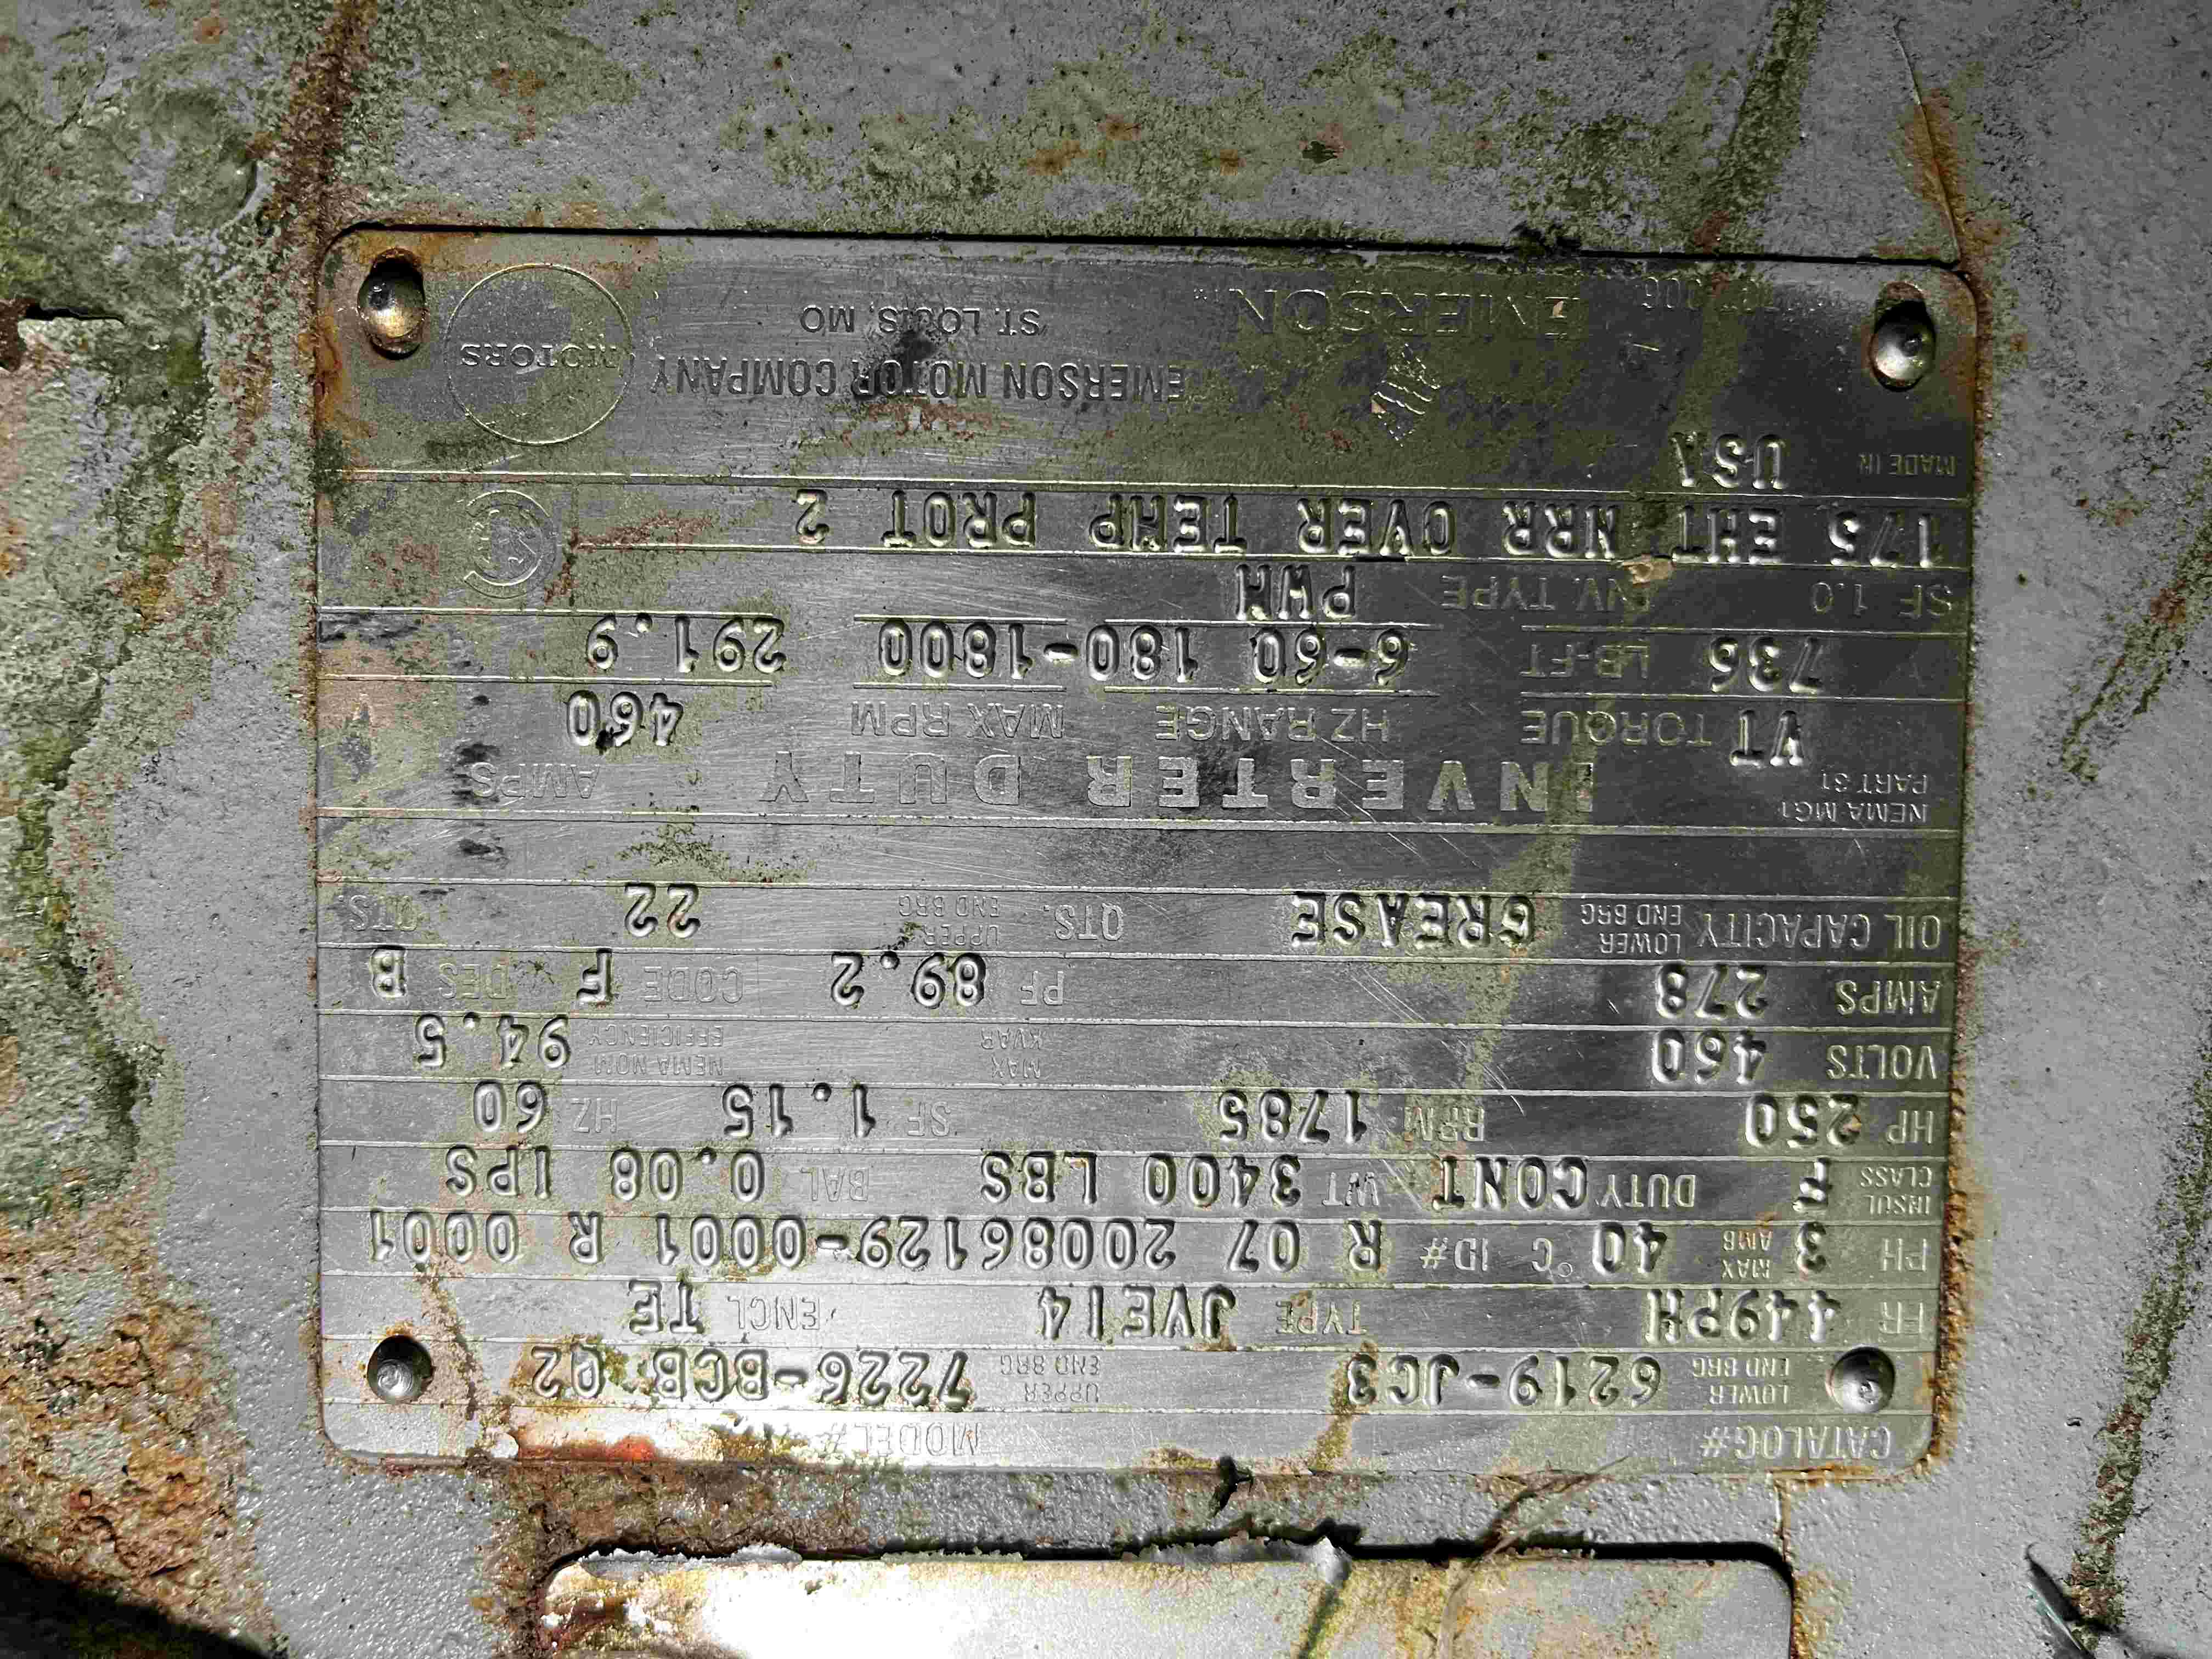 CATALOG# MODEL#
LOWER END BRG 6219-JC3 UPPER END BRG 7226-BCB Q2
FR 449PH TYPE JVE14 ENCL TE
PH 3 MAX AMB 40 °C ID# R 07 20086129-0001 R 0001
INSUL CLASS F DUTY CONT WT 3400 LBS BAL 0.08 IPS
HP 250 RPM 1785 SF 1.15 HZ 60
VOLTS 460 MAX KVAR NEMA NOM EFFICIENCY 94.5
AMPS 278 PF 89.2 CODE F DES B
OIL CAPACITY LOWER END BRG GREASE QTS. UPPER END BRG 22 QTS.
NEMA MG1 PART 31 INVERTER DUTY AMPS 460
VT TORQUE HZ RANGE MAX RPM
736 LB-FT 6-60 180-1800 291.9
SF 1.0 INV. TYPE PWM
175 EHT NRR OVER TEMP PROT 2
MADE IN USA
EMERSON MOTOR COMPANY
ST. LOUIS, MO
EMERSON™
MOTORS